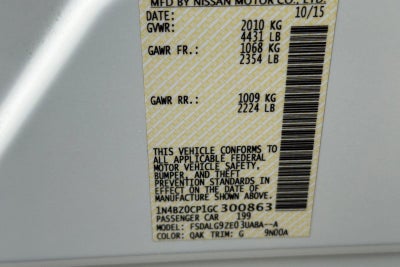 MFD BY NISSAN MOTOR CO., LTD.
DATE: 10/15
GVWR: 2010 KG
4431 LB
GAWR FR.: 1068 KG
2354 LB
GAWR RR.: 1009 KG
2224 LB
THIS VEHICLE CONFORMS TO
ALL APPLICABLE FEDERAL
MOTOR VEHICLE SAFETY,
BUMPER, AND THEFT
PREVENTION STANDARDS IN
EFFECT ON THE DATE OF
MANUFACTURE SHOWN ABOVE.
1N4BZ0CP1GC 300863
PASSENGER CAR 199
MODEL: FSDALG9ZE03UABA--A
COLOR: QAK TRIM: G 9N00A